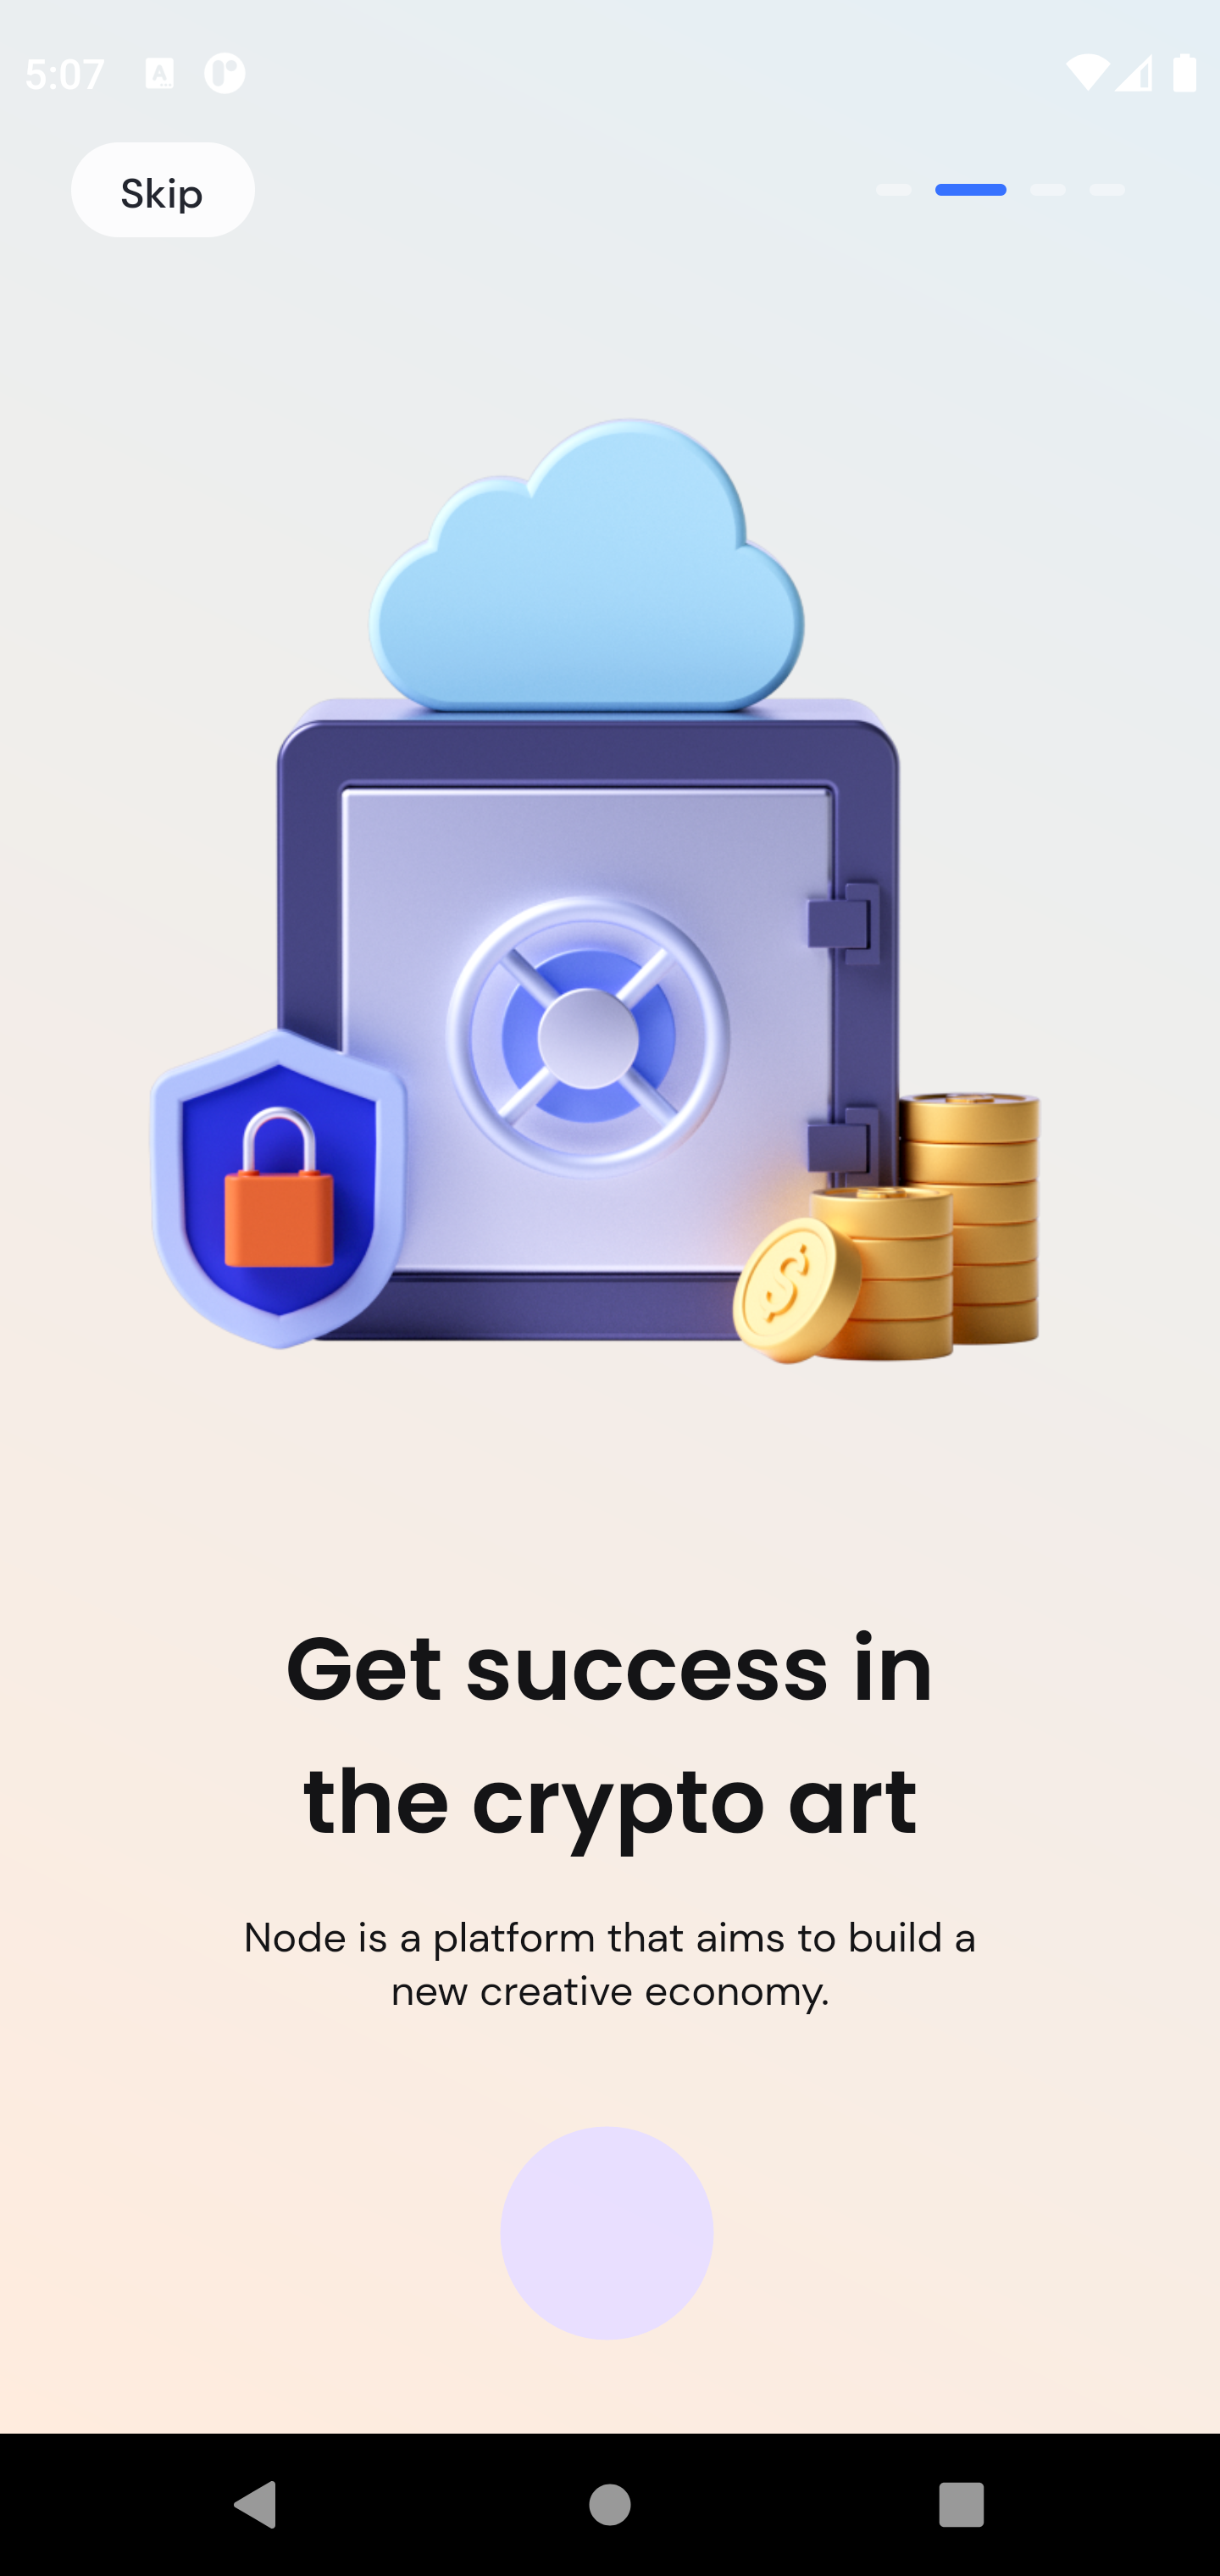 5:07
Skip
Get success in
the crypto art
Node is a platform that aims to build a
new creative economy.